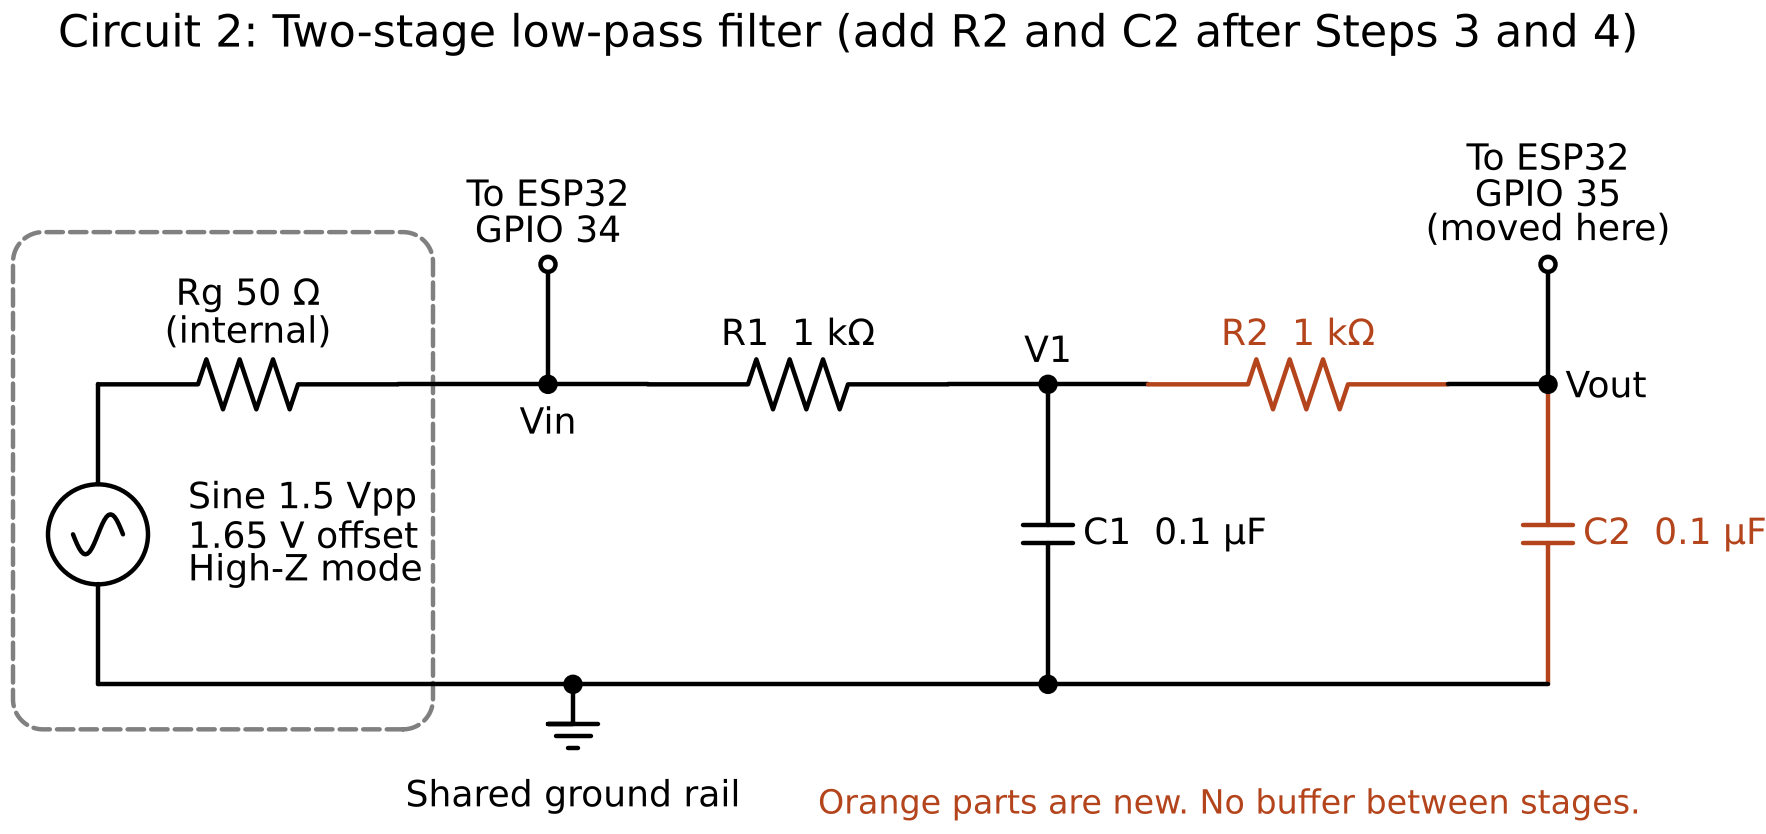 Circuit 2: Two-stage low-pass filter (add R2 and C2 after Steps 3 and 4)
To ESP32
GPIO 34
To ESP32
GPIO 35
(moved here)
Rg 50 Ω
(internal)
Vin
R1  1 kΩ
V1
R2  1 kΩ
Vout
Sine 1.5 Vpp
1.65 V offset
High-Z mode
C1  0.1 µF
C2  0.1 µF
Shared ground rail
Orange parts are new. No buffer between stages.